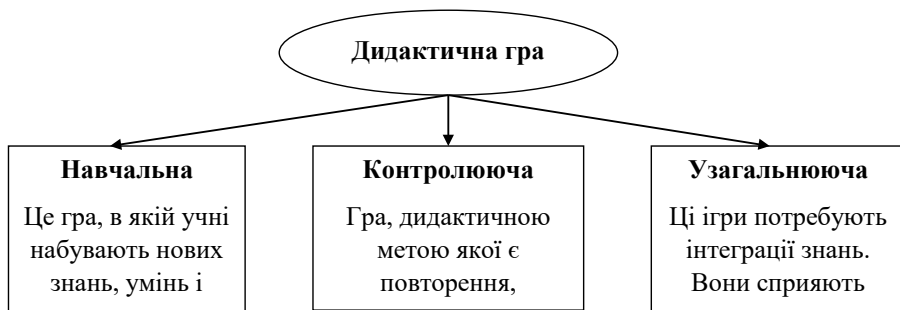 Дидактична гра
Навчальна
Це гра, в якій учні
набувають нових
знань, умінь і
Контролююча
Гра, дидактичною
метою якої є
повторення,
Узагальнююча
Ці ігри потребують
інтеграції знань.
Вони сприяють